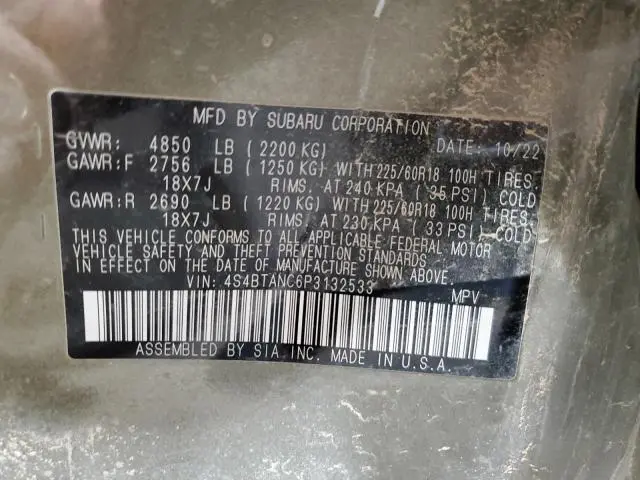 MFD BY SUBARU CORPORATION
GVWR: 4850 LB (2200 KG) DATE: 10/22
GAWR:F 2756 LB (1250 KG) WITH 225/60R18 100H TIRES,
18X7J RIMS, AT 240 KPA (35 PSI) COLD
GAWR:R 2690 LB (1220 KG) WITH 225/60R18 100H TIRES,
18X7J RIMS, AT 230 KPA (33 PSI) COLD
THIS VEHICLE CONFORMS TO ALL APPLICABLE FEDERAL MOTOR
VEHICLE SAFETY AND THEFT PREVENTION STANDARDS
IN EFFECT ON THE DATE OF MANUFACTURE SHOWN ABOVE.
VIN: 4S4BTANC6P3132533 MPV
ASSEMBLED BY SIA, INC. MADE IN U.S.A.